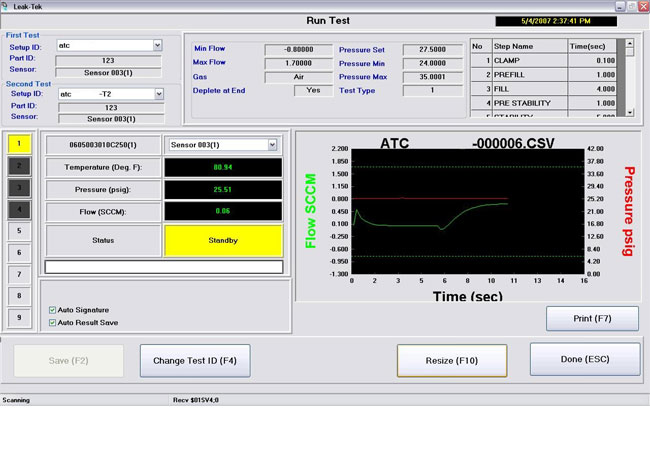 Leak-Tek
Run Test
5/4/2007 2:37:41 PM
First Test
Setup ID: atc
Part ID: 123
Sensor: Sensor 003(1)
Second Test
Setup ID: atc -T2
Part ID: 123
Sensor: Sensor 003(1)
Min Flow -0.80000 Pressure Set 27.5000
Max Flow 1.70000 Pressure Min 24.0000
Gas Air Pressure Max 35.0001
Deplete at End Yes Test Type 1
No Step Name Time(sec)
1 CLAMP 0.100
2 PREFILL 1.000
3 FILL 4.000
4 PRE STABILITY 1.000
5 STABILITY 5.000
1
2
3
4
5
6
7
8
9
0605003010C250(1) Sensor 003(1)
Temperature (Deg. F): 80.94
Pressure (psig): 25.51
Flow (SCCM): 0.06
Status Standby
Auto Signature
Auto Result Save
ATC -000006.CSV
Flow SCCM
2.200
1.850
1.500
1.150
0.800
0.450
0.100
-0.250
-0.600
-0.950
-1.300
42.00
37.80
33.60
29.40
25.20
21.00
16.80
12.60
8.40
4.20
0.00
Pressure psig
0 1 2 3 4 5 6 7 8 9 10 11 12 13 14 15 16
Time (sec)
Print (F7)
Save (F2) Change Test ID (F4) Resize (F10) Done (ESC)
Scanning Recv $01SV4;0